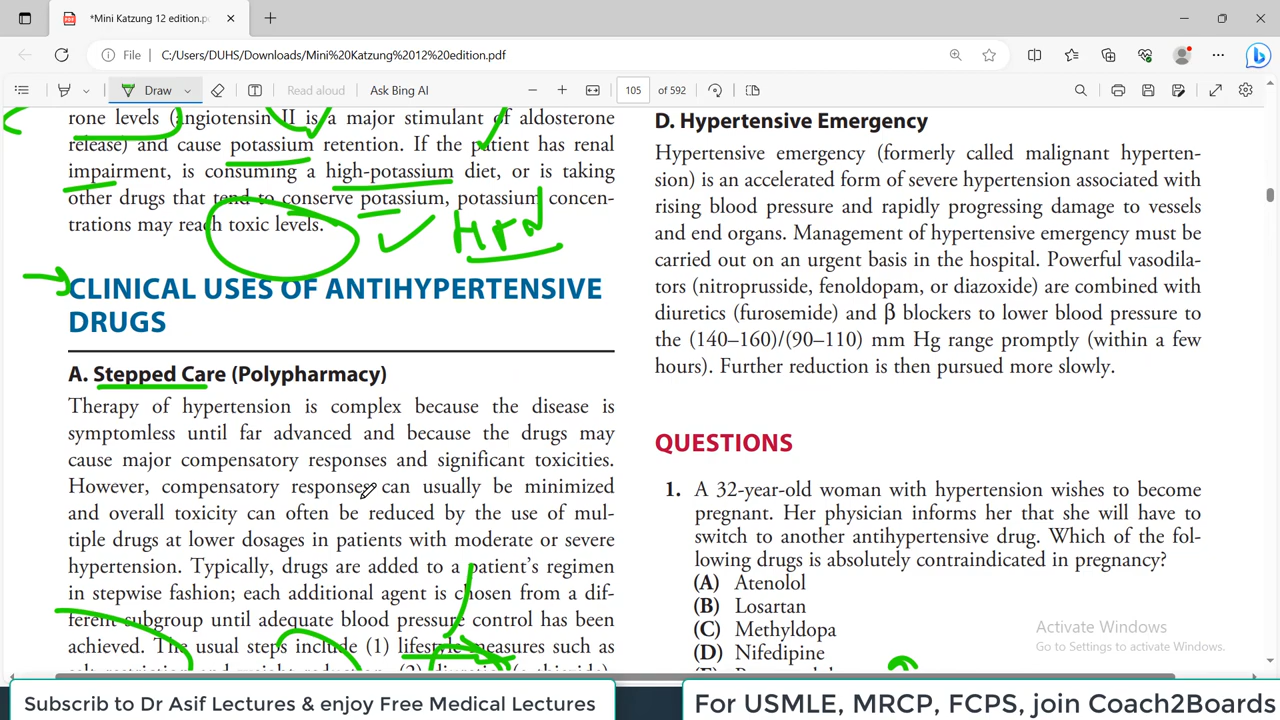 *Mini Katzung 12 edition.p
File
C:/Users/DUHS/Downloads/Mini%20Katzung%2012%20edition.pdf
Draw
Read aloud
Ask Bing AI
105
of 592
rone levels (angiotensin II is a major stimulant of aldosterone
release) and cause potassium retention. If the patient has renal
impairment, is consuming a high-potassium diet, or is taking
other drugs that tend to conserve potassium, potassium concen-
trations may reach toxic levels.
HTN
CLINICAL USES OF ANTIHYPERTENSIVE
DRUGS
A. Stepped Care (Polypharmacy)
Therapy of hypertension is complex because the disease is
symptomless until far advanced and because the drugs may
cause major compensatory responses and significant toxicities.
However, compensatory responses can usually be minimized
and overall toxicity can often be reduced by the use of mul-
tiple drugs at lower dosages in patients with moderate or severe
hypertension. Typically, drugs are added to a patient's regimen
in stepwise fashion; each additional agent is chosen from a dif-
ferent subgroup until adequate blood pressure control has been
achieved. The usual steps include (1) lifestyle measures such as
D. Hypertensive Emergency
Hypertensive emergency (formerly called malignant hyperten-
sion) is an accelerated form of severe hypertension associated with
rising blood pressure and rapidly progressing damage to vessels
and end organs. Management of hypertensive emergency must be
carried out on an urgent basis in the hospital. Powerful vasodila-
tors (nitroprusside, fenoldopam, or diazoxide) are combined with
diuretics (furosemide) and β blockers to lower blood pressure to
the (140–160)/(90–110) mm Hg range promptly (within a few
hours). Further reduction is then pursued more slowly.
QUESTIONS
1. A 32-year-old woman with hypertension wishes to become
pregnant. Her physician informs her that she will have to
switch to another antihypertensive drug. Which of the fol-
lowing drugs is absolutely contraindicated in pregnancy?
(A) Atenolol
(B) Losartan
(C) Methyldopa
(D) Nifedipine
Activate Windows
Go to Settings to activate Windows.
Subscrib to Dr Asif Lectures & enjoy Free Medical Lectures
For USMLE, MRCP, FCPS, join Coach2Boards